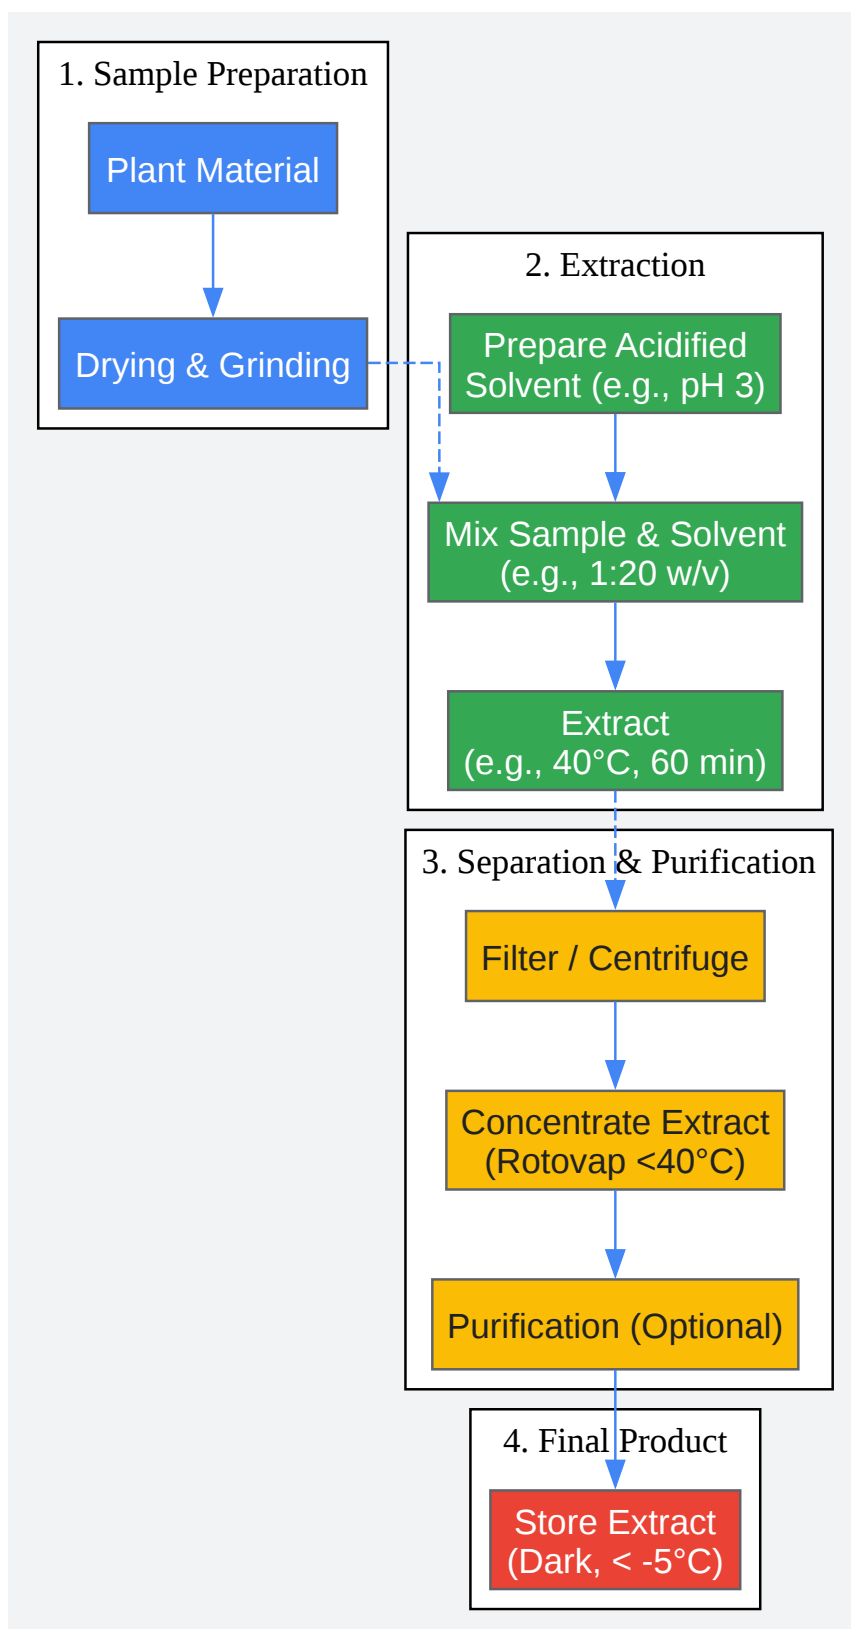 1. Sample Preparation
Plant Material
Drying & Grinding
2. Extraction
Prepare Acidified
Solvent (e.g., pH 3)
Mix Sample & Solvent
(e.g., 1:20 w/v)
Extract
(e.g., 40°C, 60 min)
3. Separation & Purification
Filter / Centrifuge
Concentrate Extract
(Rotovap <40°C)
Purification (Optional)
4. Final Product
Store Extract
(Dark, < -5°C)